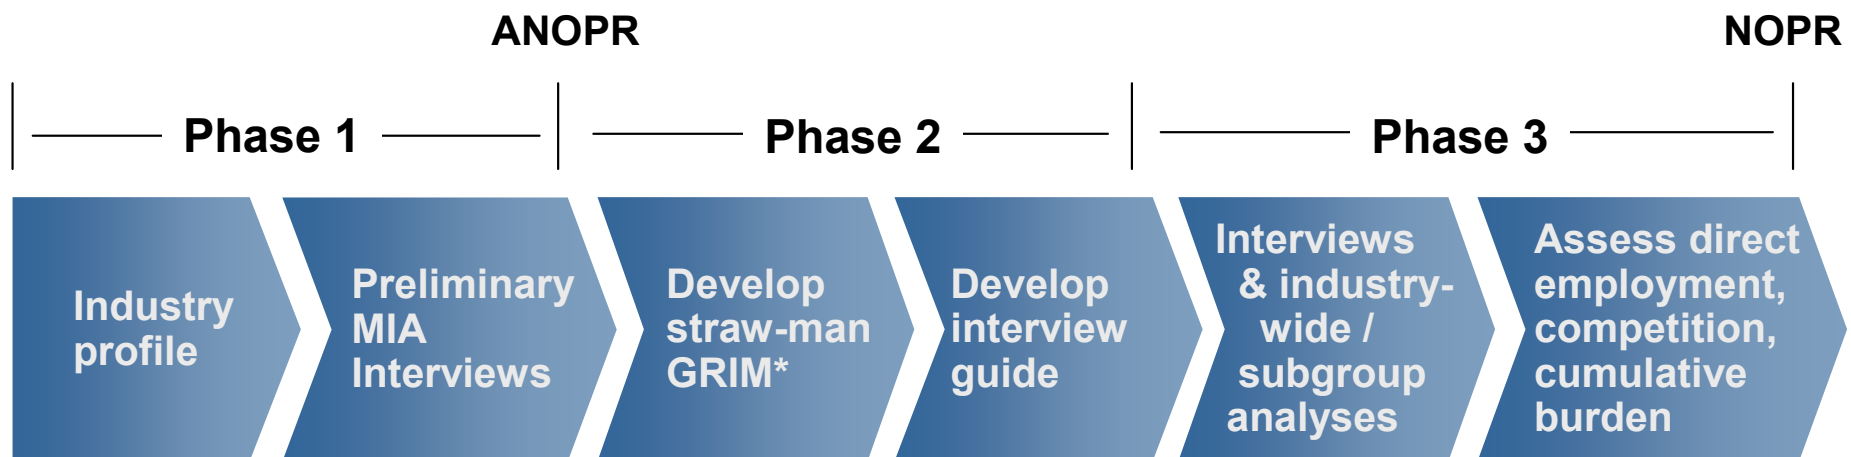 ANOPR
NOPR
Phase 1
Phase 2
Phase 3
Industry
profile
Preliminary
MIA
Interviews
Develop
straw-man
GRIM*
Develop
interview
guide
Interviews
& industry-
wide /
subgroup
analyses
Assess direct
employment,
competition,
cumulative
burden